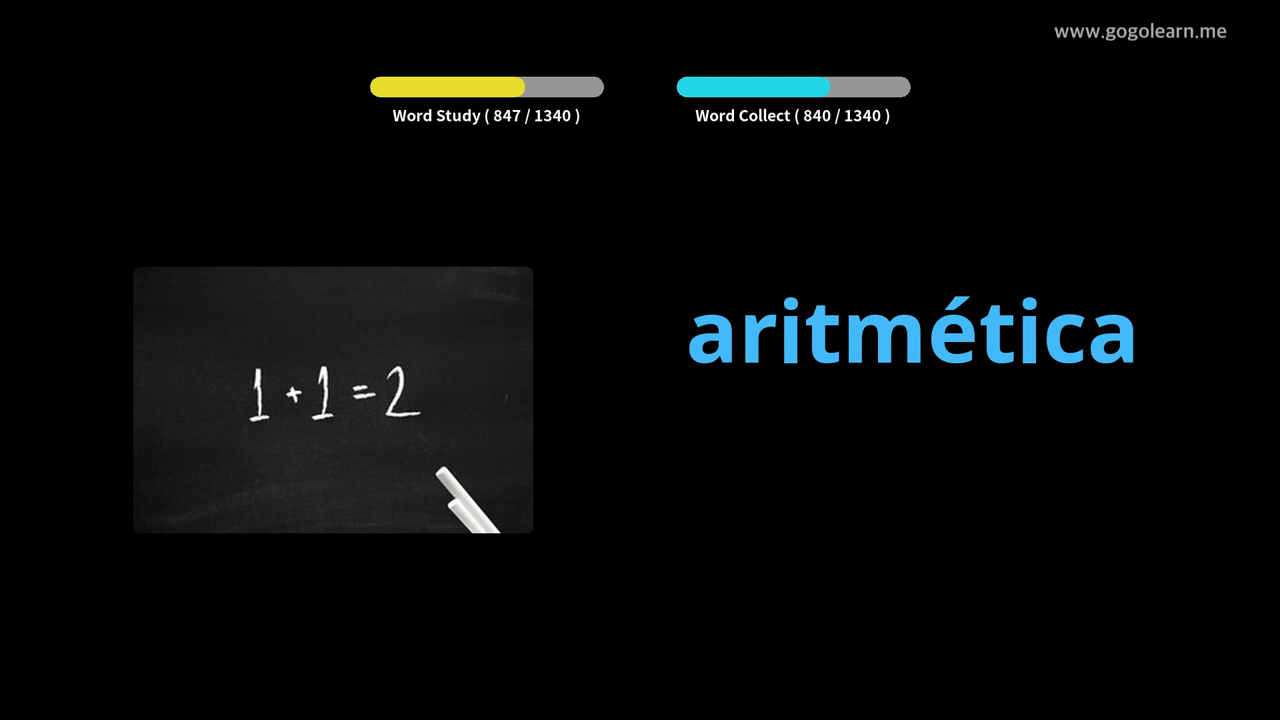 www.gogolearn.me
Word Study ( 847 / 1340 )
Word Collect ( 840 / 1340 )
aritmética
1 + 1 = 2